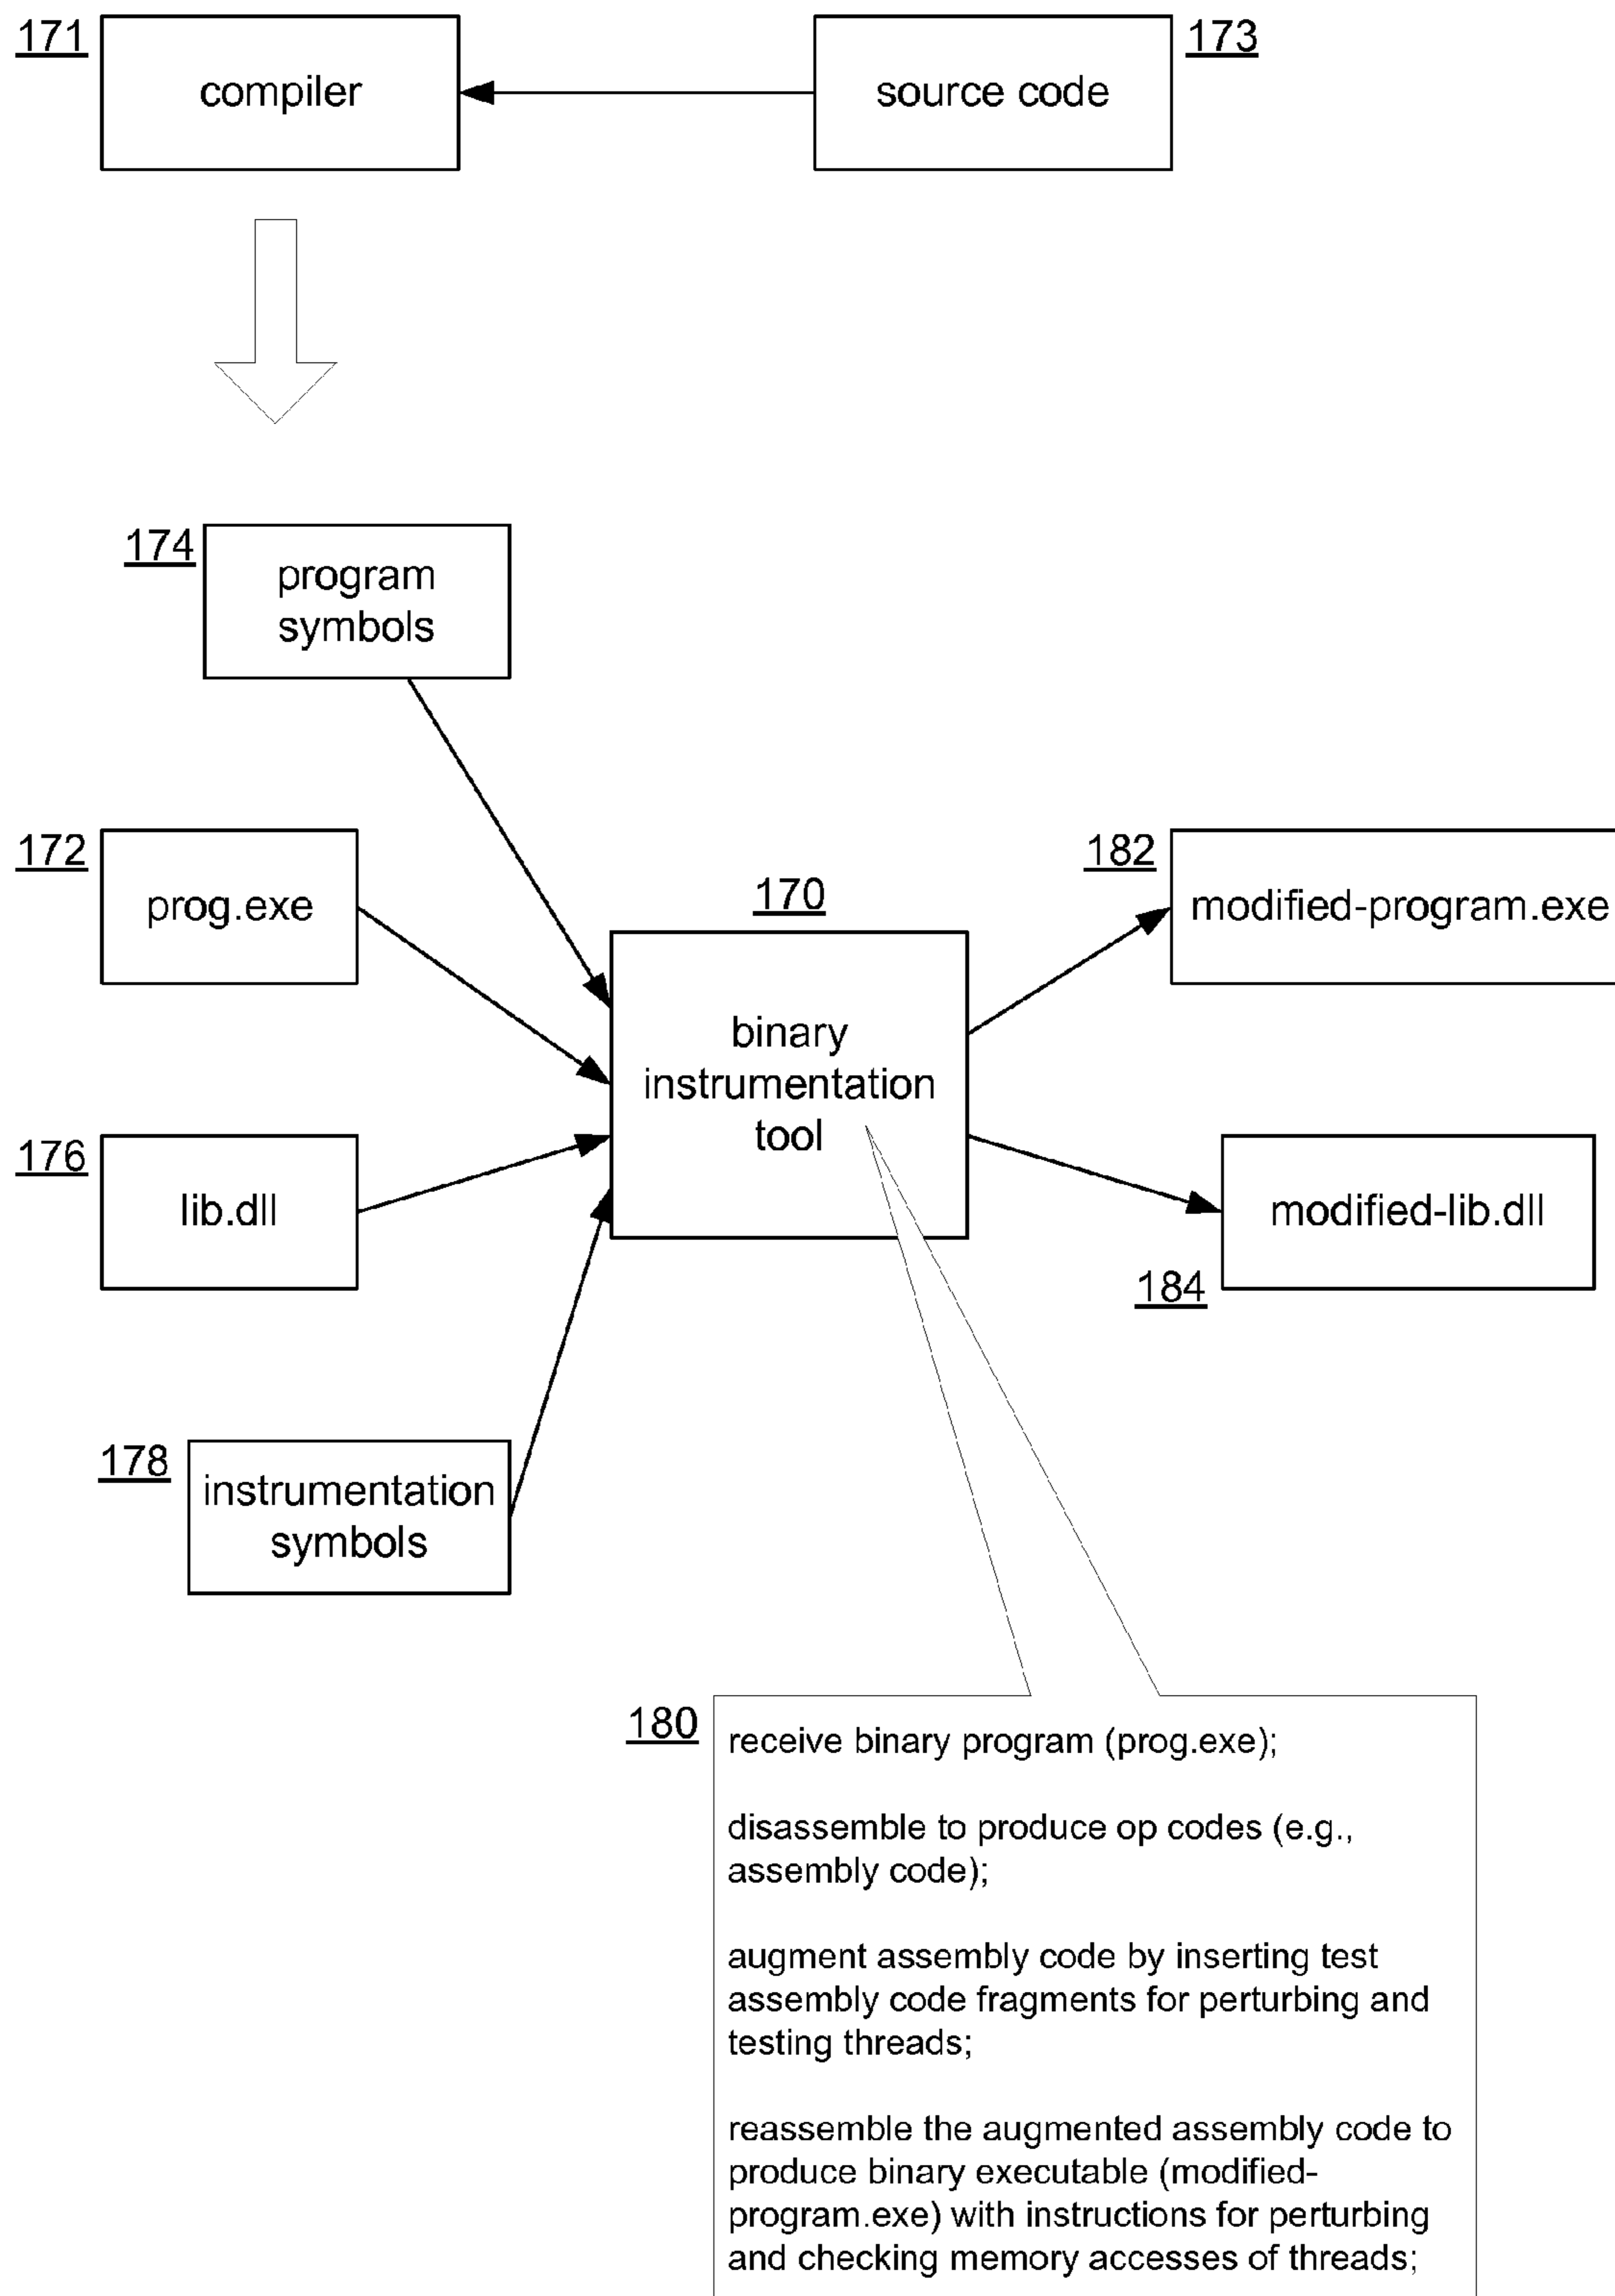 171
compiler
source code
173
174
program
symbols
172
prog.exe
170
182
modified-program.exe
binary
instrumentation
tool
176
lib.dll
modified-lib.dll
184
178
instrumentation
symbols
180
receive binary program (prog.exe);
disassemble to produce op codes (e.g.,
assembly code);
augment assembly code by inserting test
assembly code fragments for perturbing and
testing threads;
reassemble the augmented assembly code to
produce binary executable (modified-
program.exe) with instructions for perturbing
and checking memory accesses of threads;